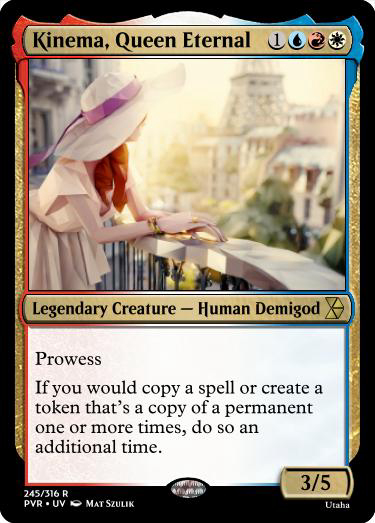 Kinema, Queen Eternal 1
Legendary Creature — Human Demigod
Prowess
If you would copy a spell or create a
token that's a copy of a permanent
one or more times, do so an
additional time.
3/5
245/316 R
PVR • UV Mat Szulik
Utaha